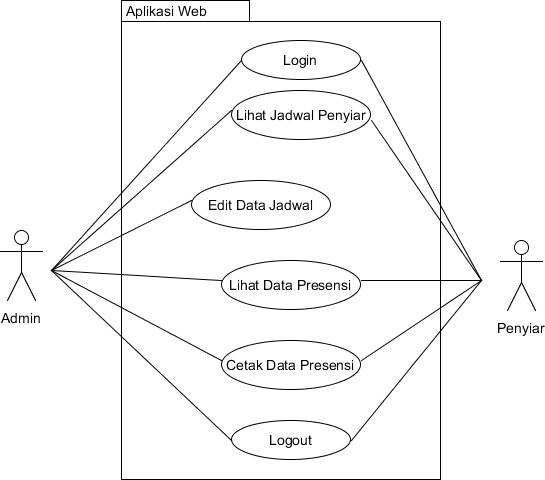 Aplikasi Web
Login
Lihat Jadwal Penyiar
Edit Data Jadwal
Lihat Data Presensi
Admin
Penyiar
Cetak Data Presensi
Logout